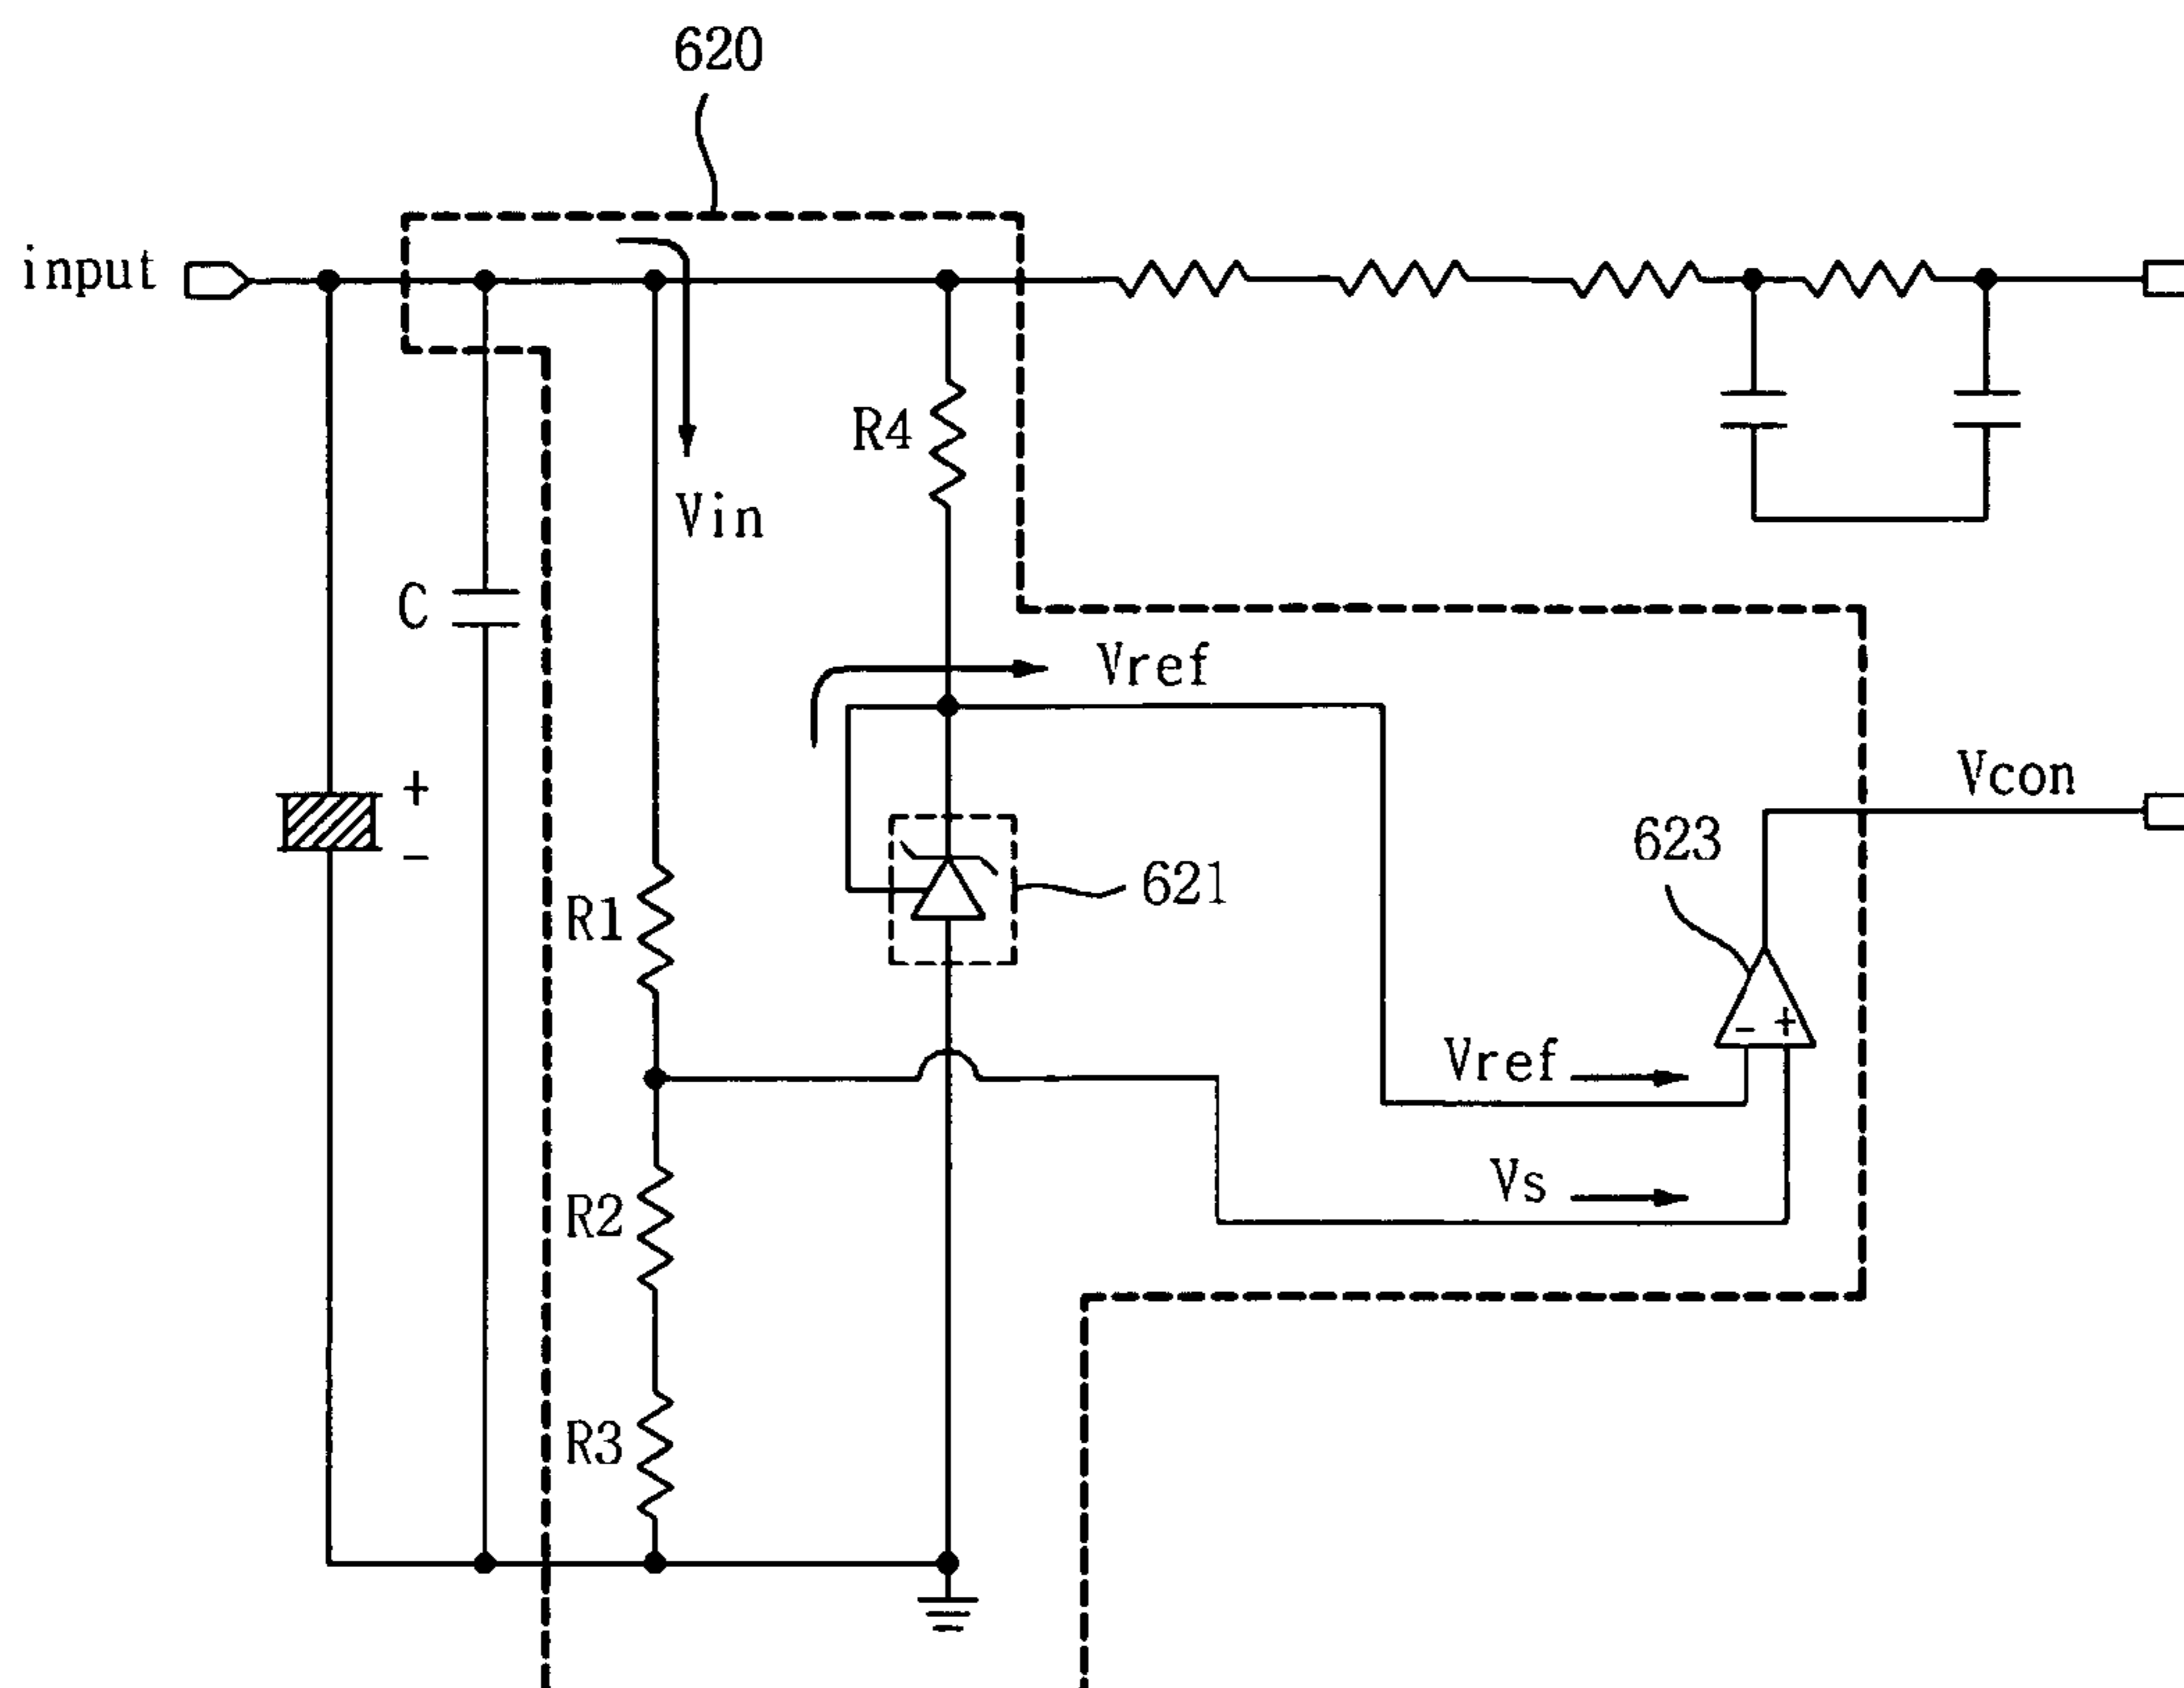 620
input
R4
Vin
C
Vref
+
-
Vcon
623
621
R1
- +
Vref
Vs
R2
R3